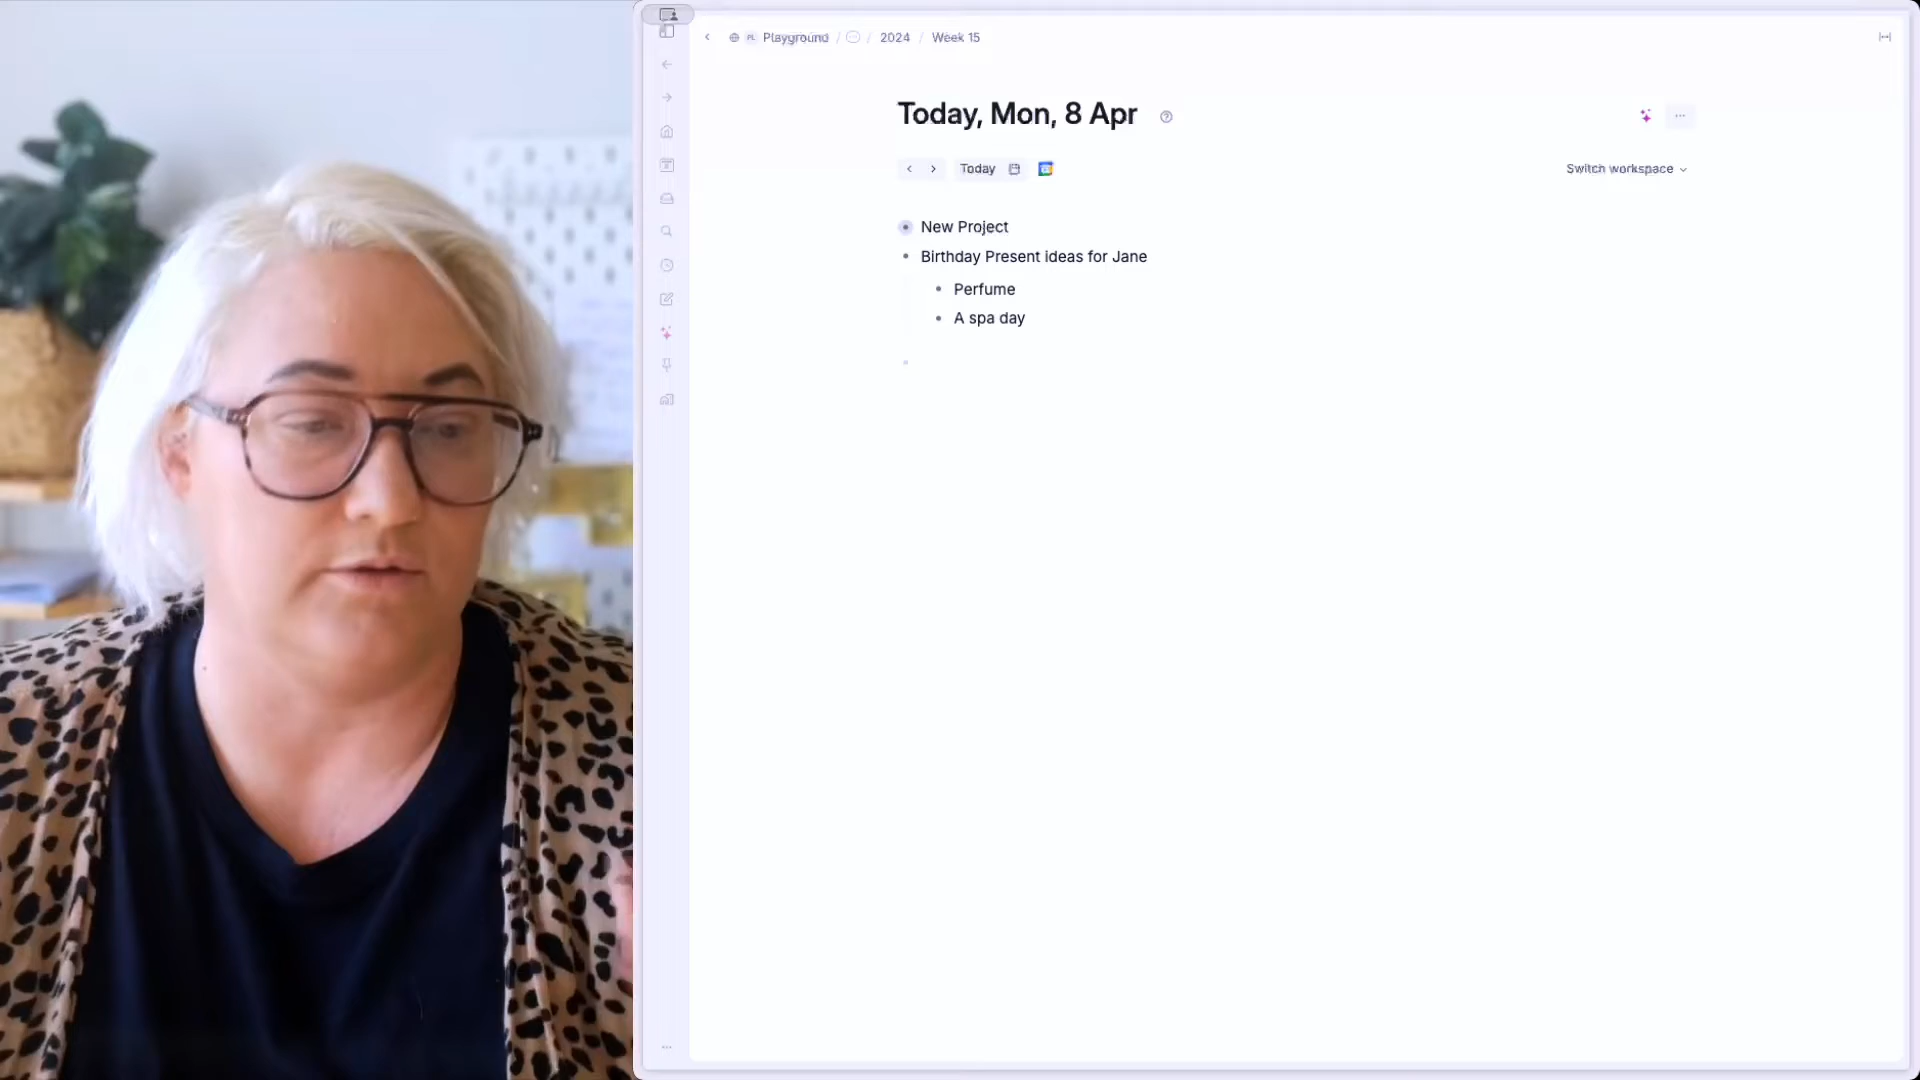 PL Playground / / 2024 / Week 15
Today, Mon, 8 Apr
Today
Switch workspace
New Project
Birthday Present ideas for Jane
Perfume
A spa day